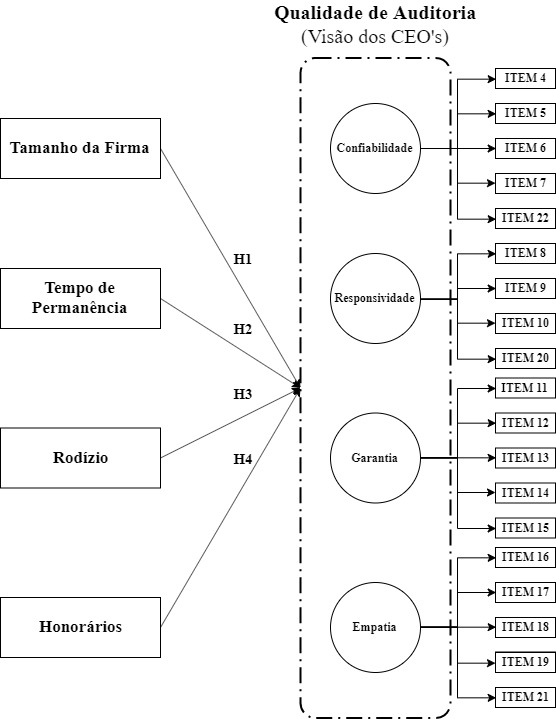 Qualidade de Auditoria
(Visão dos CEO's)
Tamanho da Firma
Tempo de
Permanência
Rodízio
Honorários
H1
H2
H3
H4
Confiabilidade
Responsividade
Garantia
Empatia
ITEM 4
ITEM 5
ITEM 6
ITEM 7
ITEM 22
ITEM 8
ITEM 9
ITEM 10
ITEM 20
ITEM 11
ITEM 12
ITEM 13
ITEM 14
ITEM 15
ITEM 16
ITEM 17
ITEM 18
ITEM 19
ITEM 21